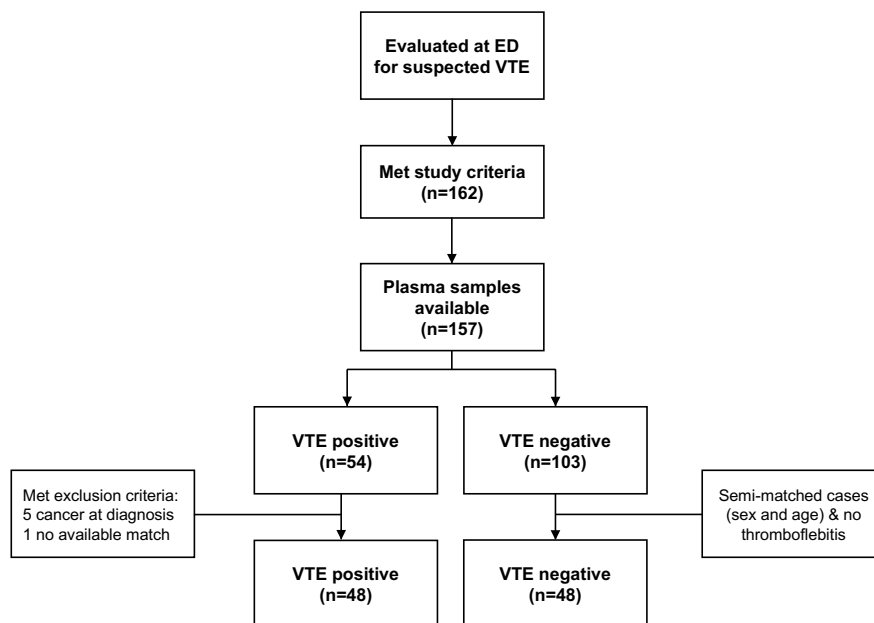 Evaluated at ED
for suspected VTE
Met study criteria
(n=162)
Plasma samples
available
(n=157)
VTE positive
(n=54)
VTE negative
(n=103)
Met exclusion criteria:
5 cancer at diagnosis
1 no available match
Semi-matched cases
(sex and age) & no
thromboflebitis
VTE positive
(n=48)
VTE negative
(n=48)